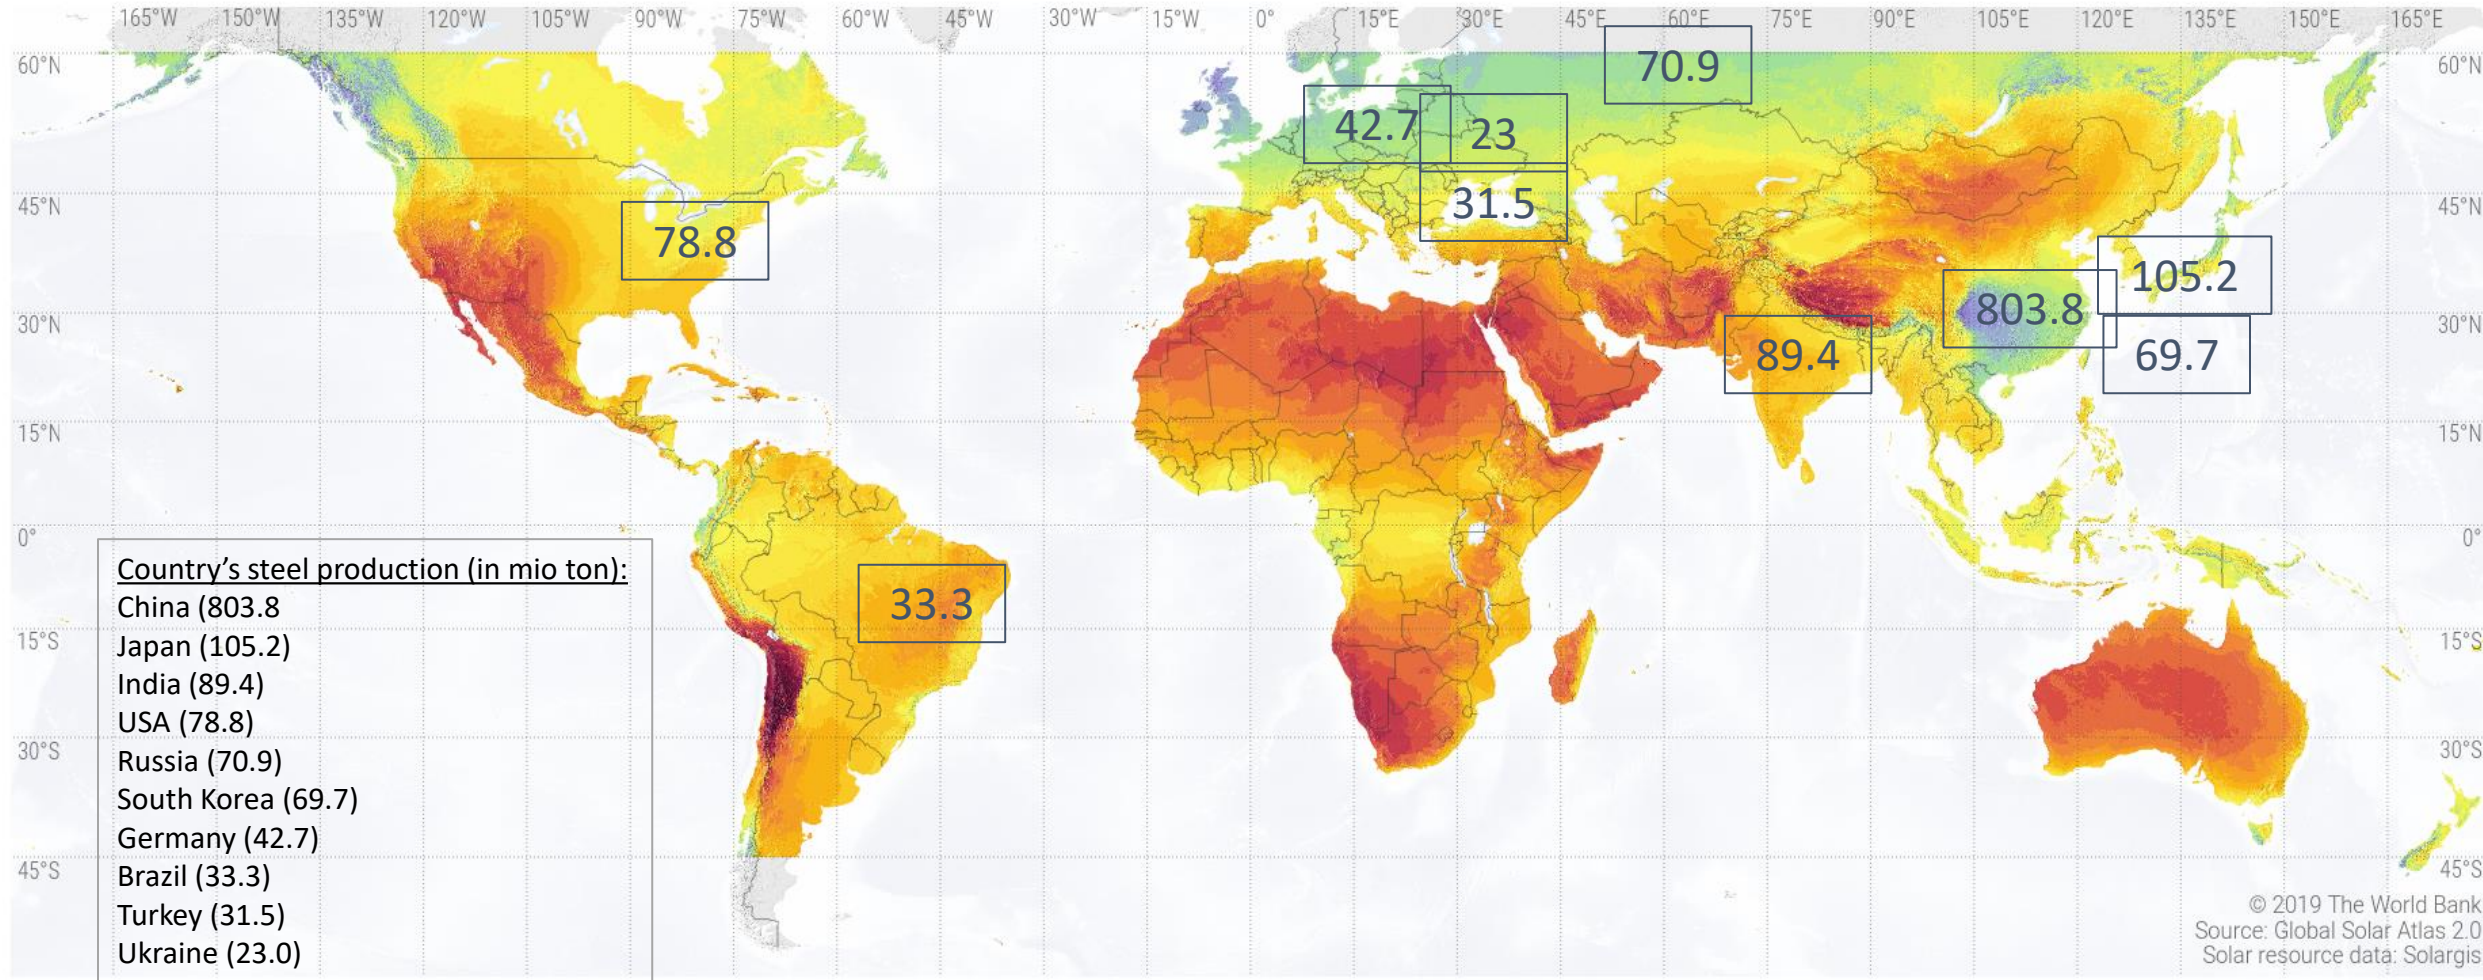 165°W 150°W 135°W 120°W 105°W 90°W 75°W 60°W 45°W 30°W 15°W 0° 15°E 30°E 45°E 60°E 75°E 90°E 105°E 120°E 135°E 150°E 165°E
60°N 70.9 60°N
42.7 23
45°N 31.5 45°N
78.8
105.2
30°N 803.8 30°N
89.4 69.7
15°N 15°N
0° 0°
33.3
15°S 15°S
30°S 30°S
45°S 45°S
Country's steel production (in mio ton):
China (803.8
Japan (105.2)
India (89.4)
USA (78.8)
Russia (70.9)
South Korea (69.7)
Germany (42.7)
Brazil (33.3)
Turkey (31.5)
Ukraine (23.0)
© 2019 The World Bank
Source: Global Solar Atlas 2.0
Solar resource data: Solargis